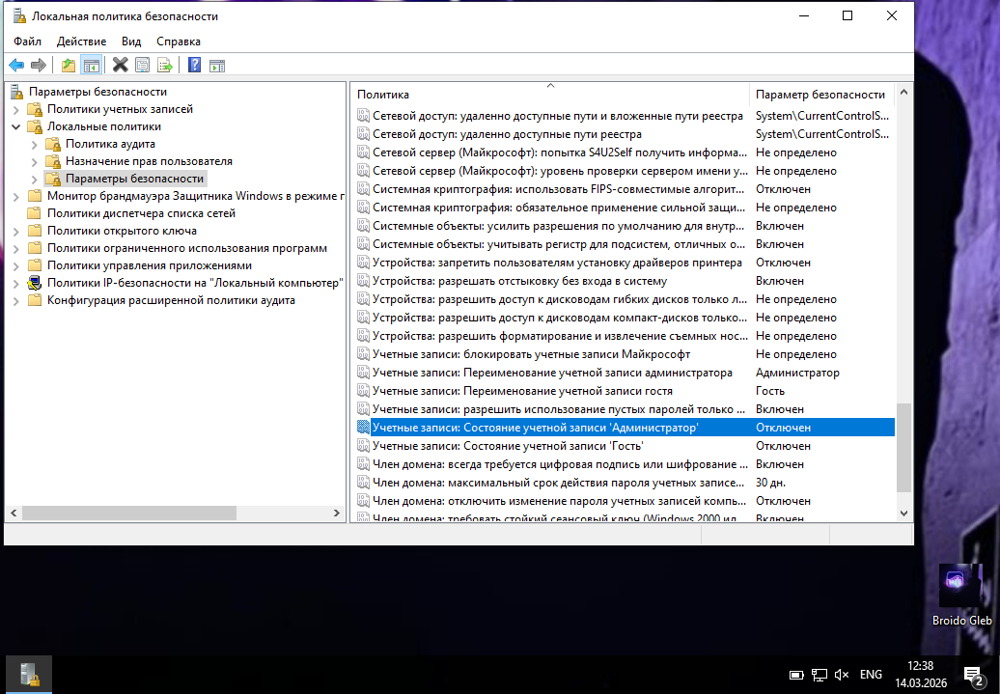 Локальная политика безопасности
Файл Действие Вид Справка
Параметры безопасности
Политики учетных записей
Локальные политики
Политика аудита
Назначение прав пользователя
Параметры безопасности
Монитор брандмауэра Защитника Windows в режиме г
Политики диспетчера списка сетей
Политики открытого ключа
Политики ограниченного использования программ
Политики управления приложениями
Политики IP-безопасности на "Локальный компьютер"
Конфигурация расширенной политики аудита
Политика Параметр безопасности
Сетевой доступ: удаленно доступные пути и вложенные пути реестра System\CurrentControlS...
Сетевой доступ: удаленно доступные пути реестра System\CurrentControlS...
Сетевой сервер (Майкрософт): попытка S4U2Self получить информа... Не определено
Сетевой сервер (Майкрософт): уровень проверки сервером имени у... Не определено
Системная криптография: использовать FIPS-совместимые алгорит... Отключен
Системная криптография: обязательное применение сильной защи... Не определено
Системные объекты: усилить разрешения по умолчанию для внутр... Включен
Системные объекты: учитывать регистр для подсистем, отличных о... Включен
Устройства: запретить пользователям установку драйверов принтера Отключен
Устройства: разрешать отстыковку без входа в систему Включен
Устройства: разрешить доступ к дисководам гибких дисков только л... Не определено
Устройства: разрешить доступ к дисководам компакт-дисков только... Не определено
Устройства: разрешить форматирование и извлечение съемных нос... Не определено
Учетные записи: блокировать учетные записи Майкрософт Не определено
Учетные записи: Переименование учетной записи администратора Администратор
Учетные записи: Переименование учетной записи гостя Гость
Учетные записи: разрешить использование пустых паролей только ... Включен
Учетные записи: Состояние учетной записи 'Администратор' Отключен
Учетные записи: Состояние учетной записи 'Гость' Отключен
Член домена: всегда требуется цифровая подпись или шифрование ... Включен
Член домена: максимальный срок действия пароля учетных записе... 30 дн.
Член домена: отключить изменение пароля учетных записей компь... Отключен
Член домена: требовать стойкий сеансовый ключ (Windows 2000 ил... Включен
Broido Gleb
ENG
12:38
14.03.2026
2